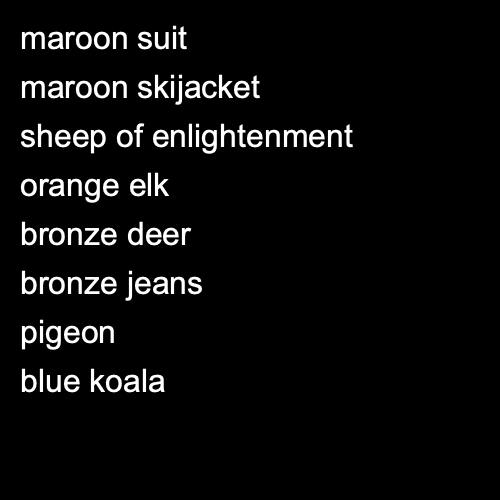 maroon suit
maroon skijacket
sheep of enlightenment
orange elk
bronze deer
bronze jeans
pigeon
blue koala